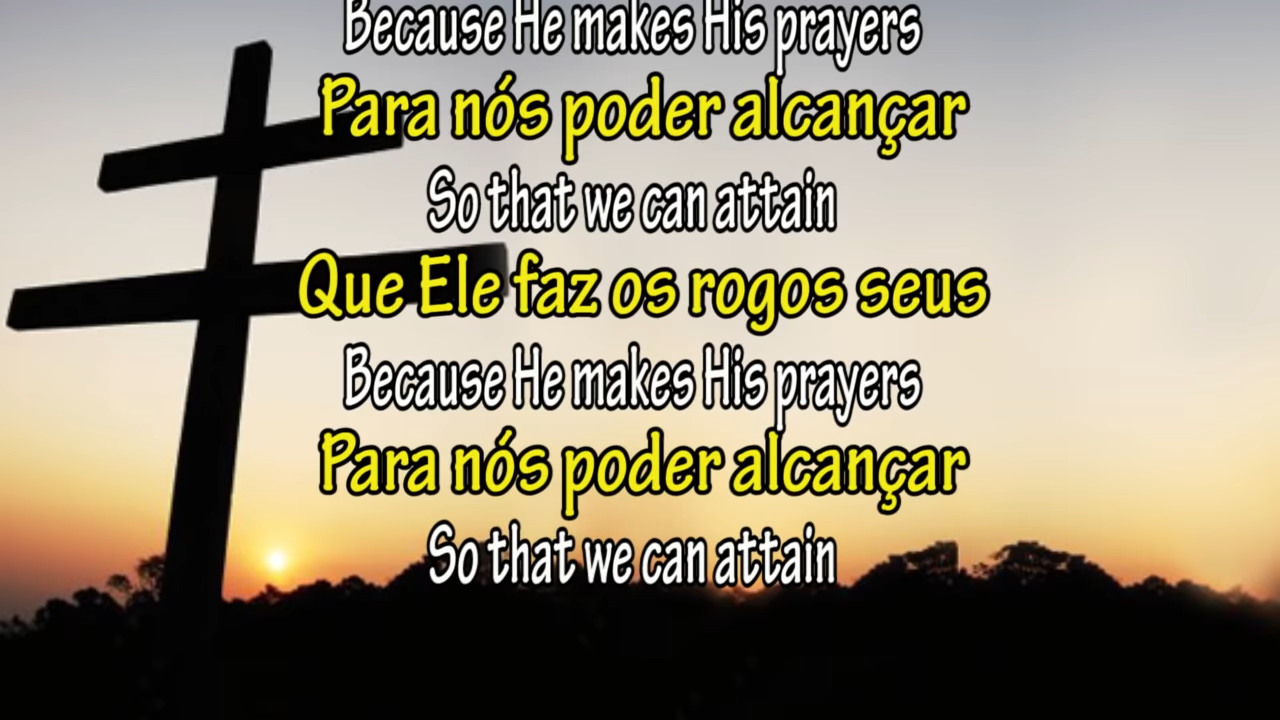 Because He makes His prayers
Para nós poder alcançar
So that we can attain
Que Ele faz os rogos seus
Because He makes His prayers
Para nós poder alcançar
So that we can attain